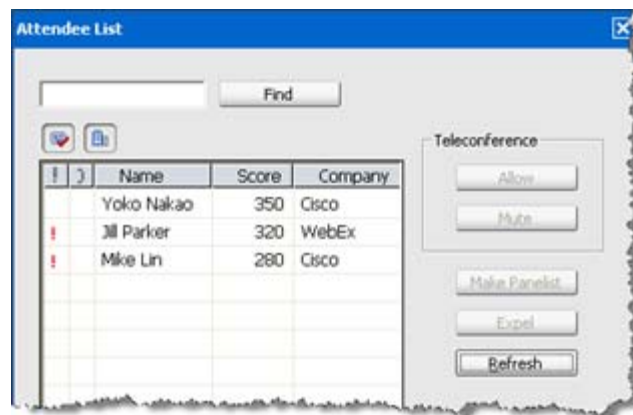 Attendee List
Find
Teleconference
Allow
Mute
! Name Score Company
Yoko Nakao 350 Cisco
! Jill Parker 320 WebEx
! Mike Lin 280 Cisco
Make Panelist
Expel
Refresh